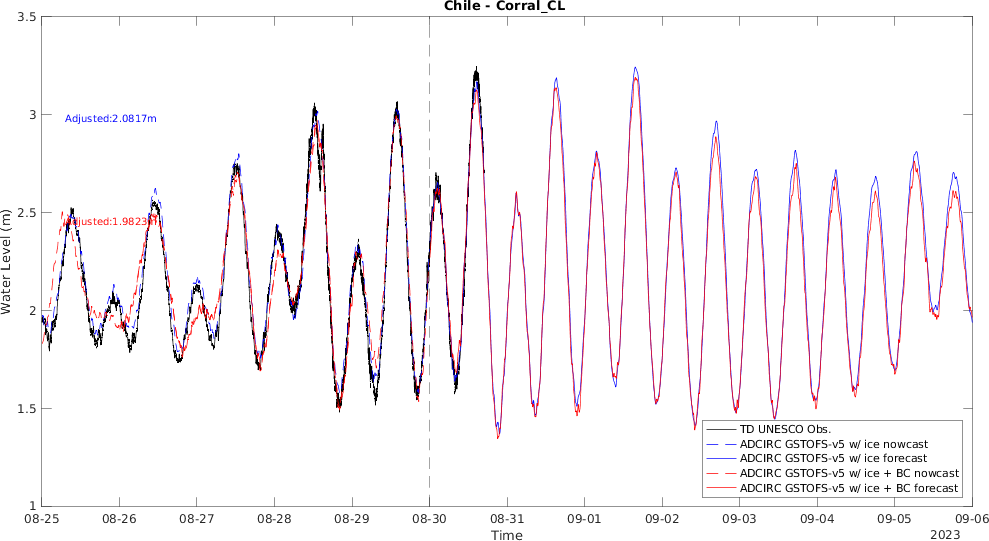 Chile - Corral_CL
3.5
3
2.5
2
1.5
1
Water Level (m)
Adjusted:2.0817m
Adjusted:1.9823m
TD UNESCO Obs.
ADCIRC GSTOFS-v5 w/ ice nowcast
ADCIRC GSTOFS-v5 w/ ice forecast
ADCIRC GSTOFS-v5 w/ ice + BC nowcast
ADCIRC GSTOFS-v5 w/ ice + BC forecast
08-25 08-26 08-27 08-28 08-29 08-30 08-31 09-01 09-02 09-03 09-04 09-05 09-06
Time
2023